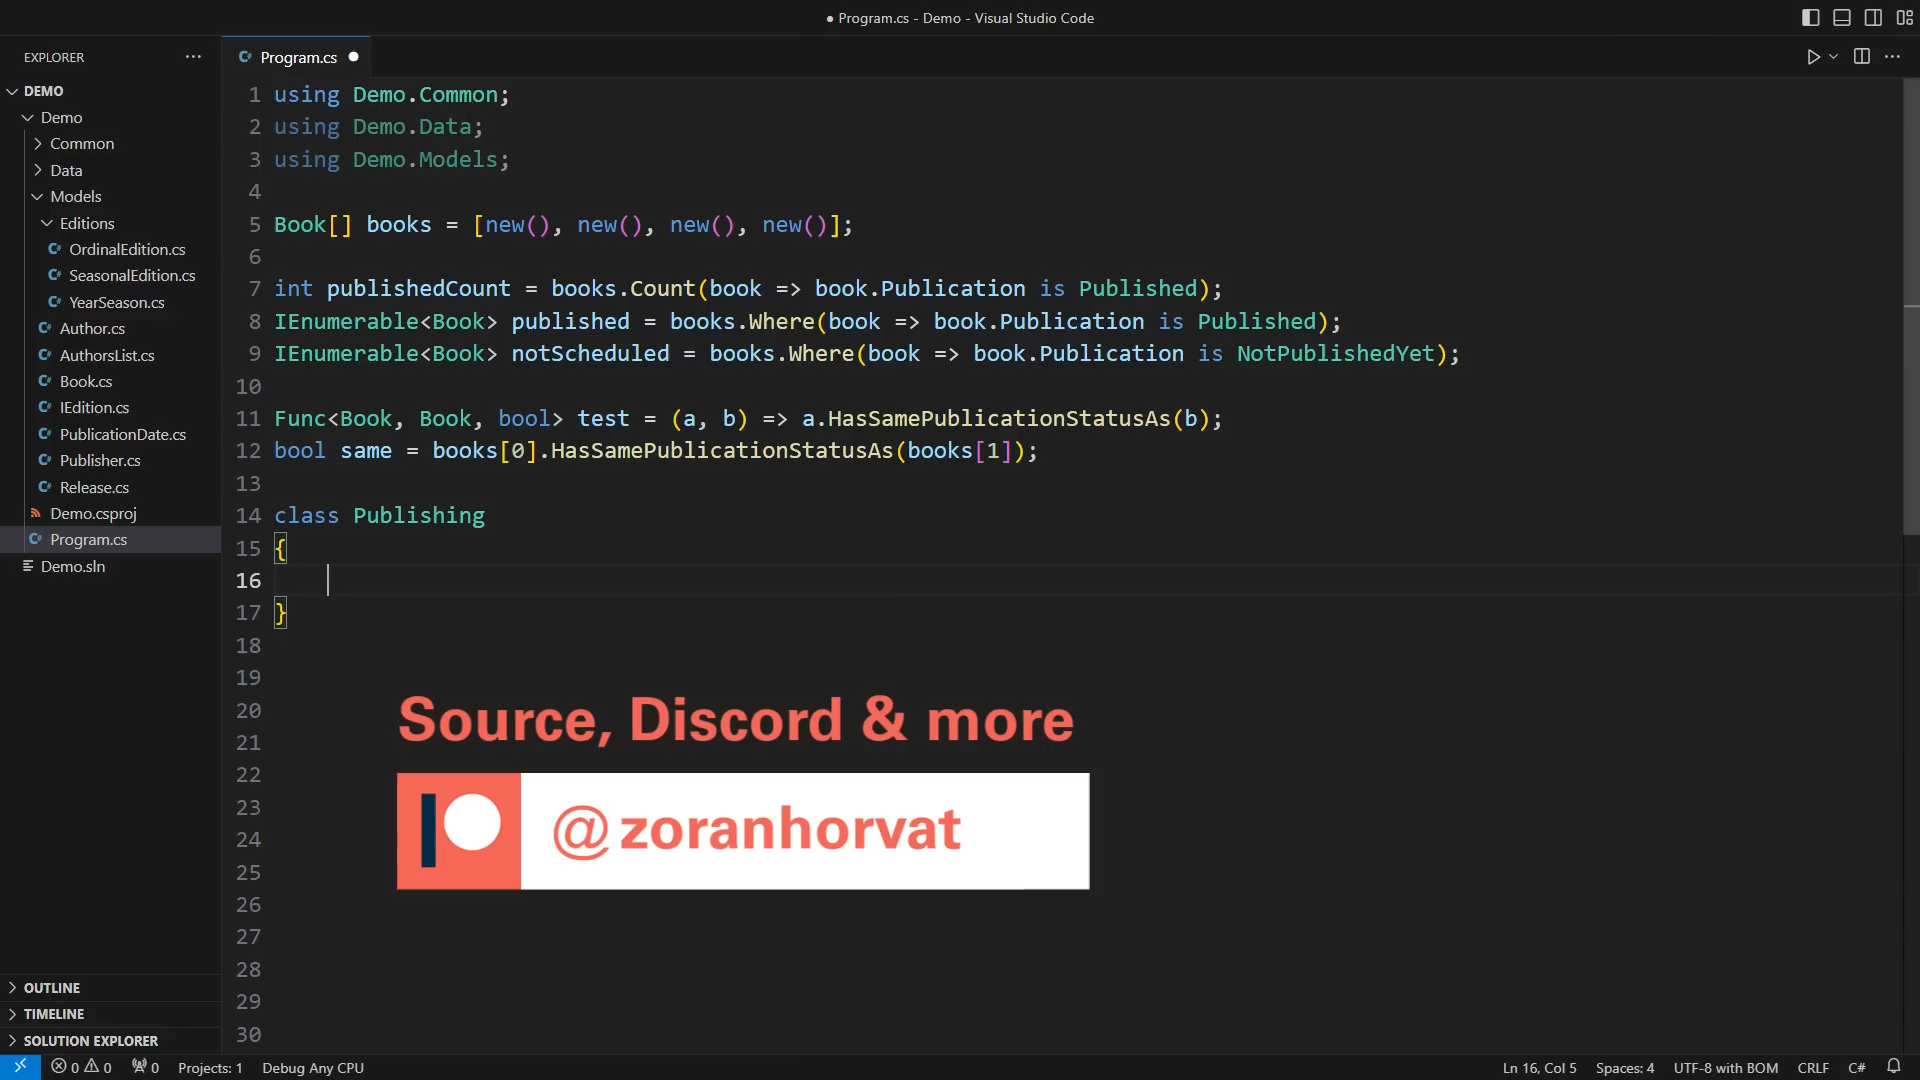 ● Program.cs - Demo - Visual Studio Code
EXPLORER
DEMO
Demo
Common
Data
Models
Editions
OrdinalEdition.cs
SeasonalEdition.cs
YearSeason.cs
Author.cs
AuthorsList.cs
Book.cs
IEdition.cs
PublicationDate.cs
Publisher.cs
Release.cs
Demo.csproj
Program.cs
Demo.sln
OUTLINE
TIMELINE
SOLUTION EXPLORER
Program.cs ●
1 using Demo.Common;
2 using Demo.Data;
3 using Demo.Models;
4
5 Book[] books = [new(), new(), new(), new()];
6
7 int publishedCount = books.Count(book => book.Publication is Published);
8 IEnumerable<Book> published = books.Where(book => book.Publication is Published);
9 IEnumerable<Book> notScheduled = books.Where(book => book.Publication is NotPublishedYet);
10
11 Func<Book, Book, bool> test = (a, b) => a.HasSamePublicationStatusAs(b);
12 bool same = books[0].HasSamePublicationStatusAs(books[1]);
13
14 class Publishing
15 {
16
17 }
18
19
20
21
22
23
24
25
26
27
28
29
30
Source, Discord & more
@zoranhorvat
0 0 0 Projects: 1 Debug Any CPU
Ln 16, Col 5 Spaces: 4 UTF-8 with BOM CRLF C#